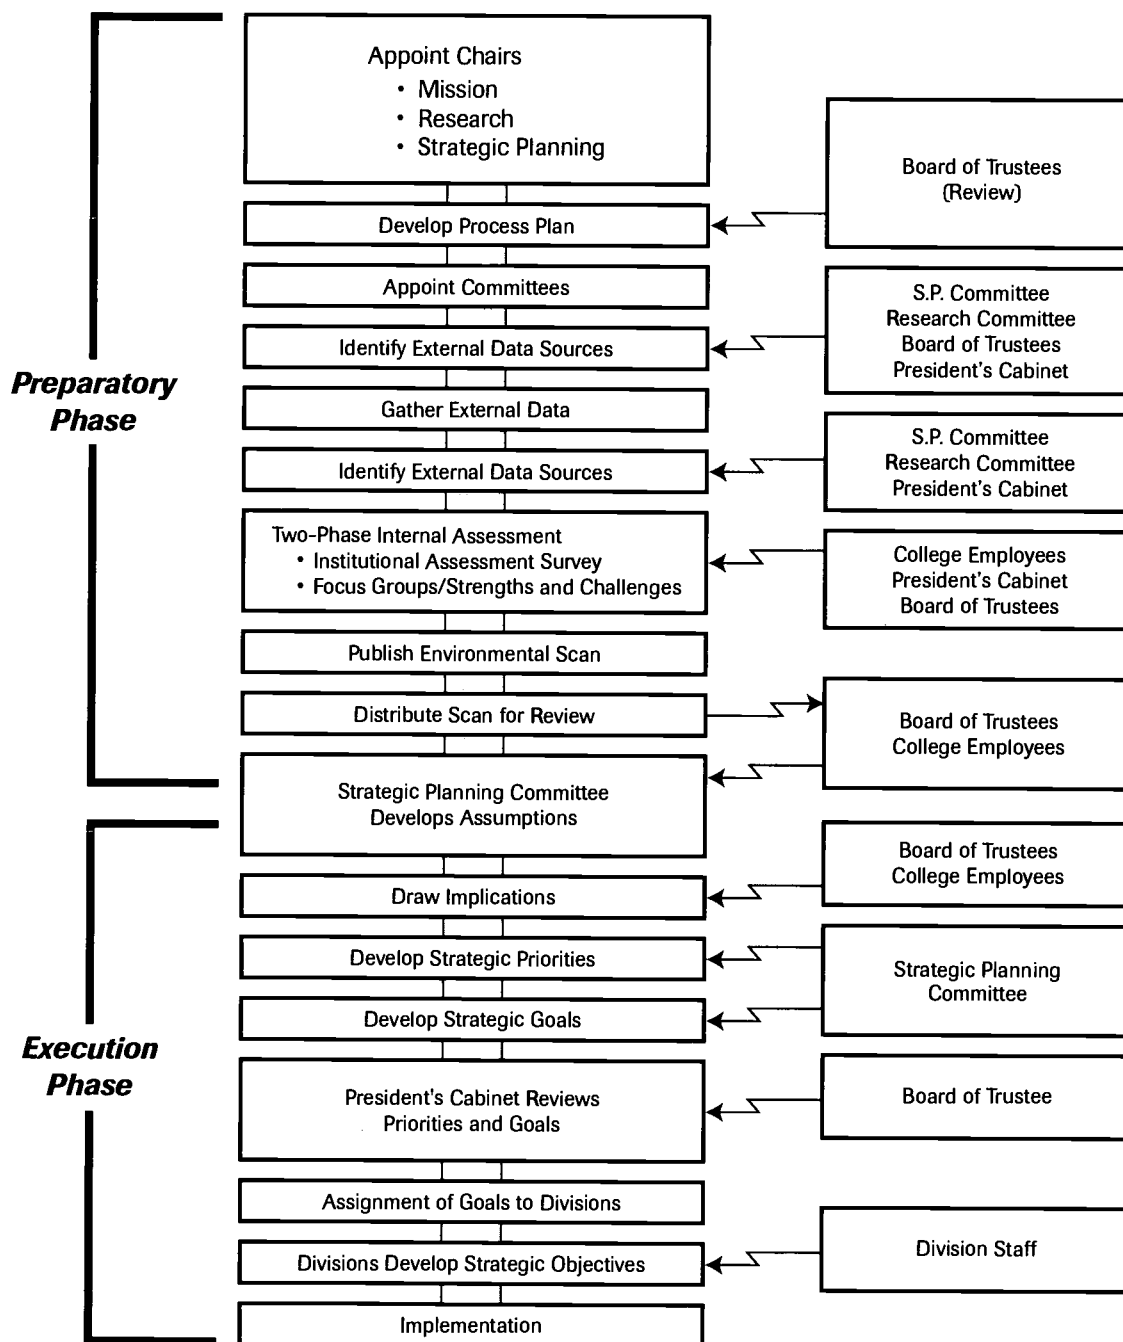 Appoint Chairs
• Mission
• Research
• Strategic Planning
Board of Trustees
(Review)
Develop Process Plan
Appoint Committees
S.P. Committee
Research Committee
Board of Trustees
President's Cabinet
Identify External Data Sources
Preparatory
Phase
Gather External Data
S.P. Committee
Research Committee
President's Cabinet
Identify External Data Sources
Two-Phase Internal Assessment
• Institutional Assessment Survey
• Focus Groups/Strengths and Challenges
College Employees
President's Cabinet
Board of Trustees
Publish Environmental Scan
Distribute Scan for Review
Board of Trustees
College Employees
Strategic Planning Committee
Develops Assumptions
Board of Trustees
College Employees
Draw Implications
Develop Strategic Priorities
Strategic Planning
Committee
Develop Strategic Goals
Execution
Phase
President's Cabinet Reviews
Priorities and Goals
Board of Trustee
Assignment of Goals to Divisions
Divisions Develop Strategic Objectives
Division Staff
Implementation